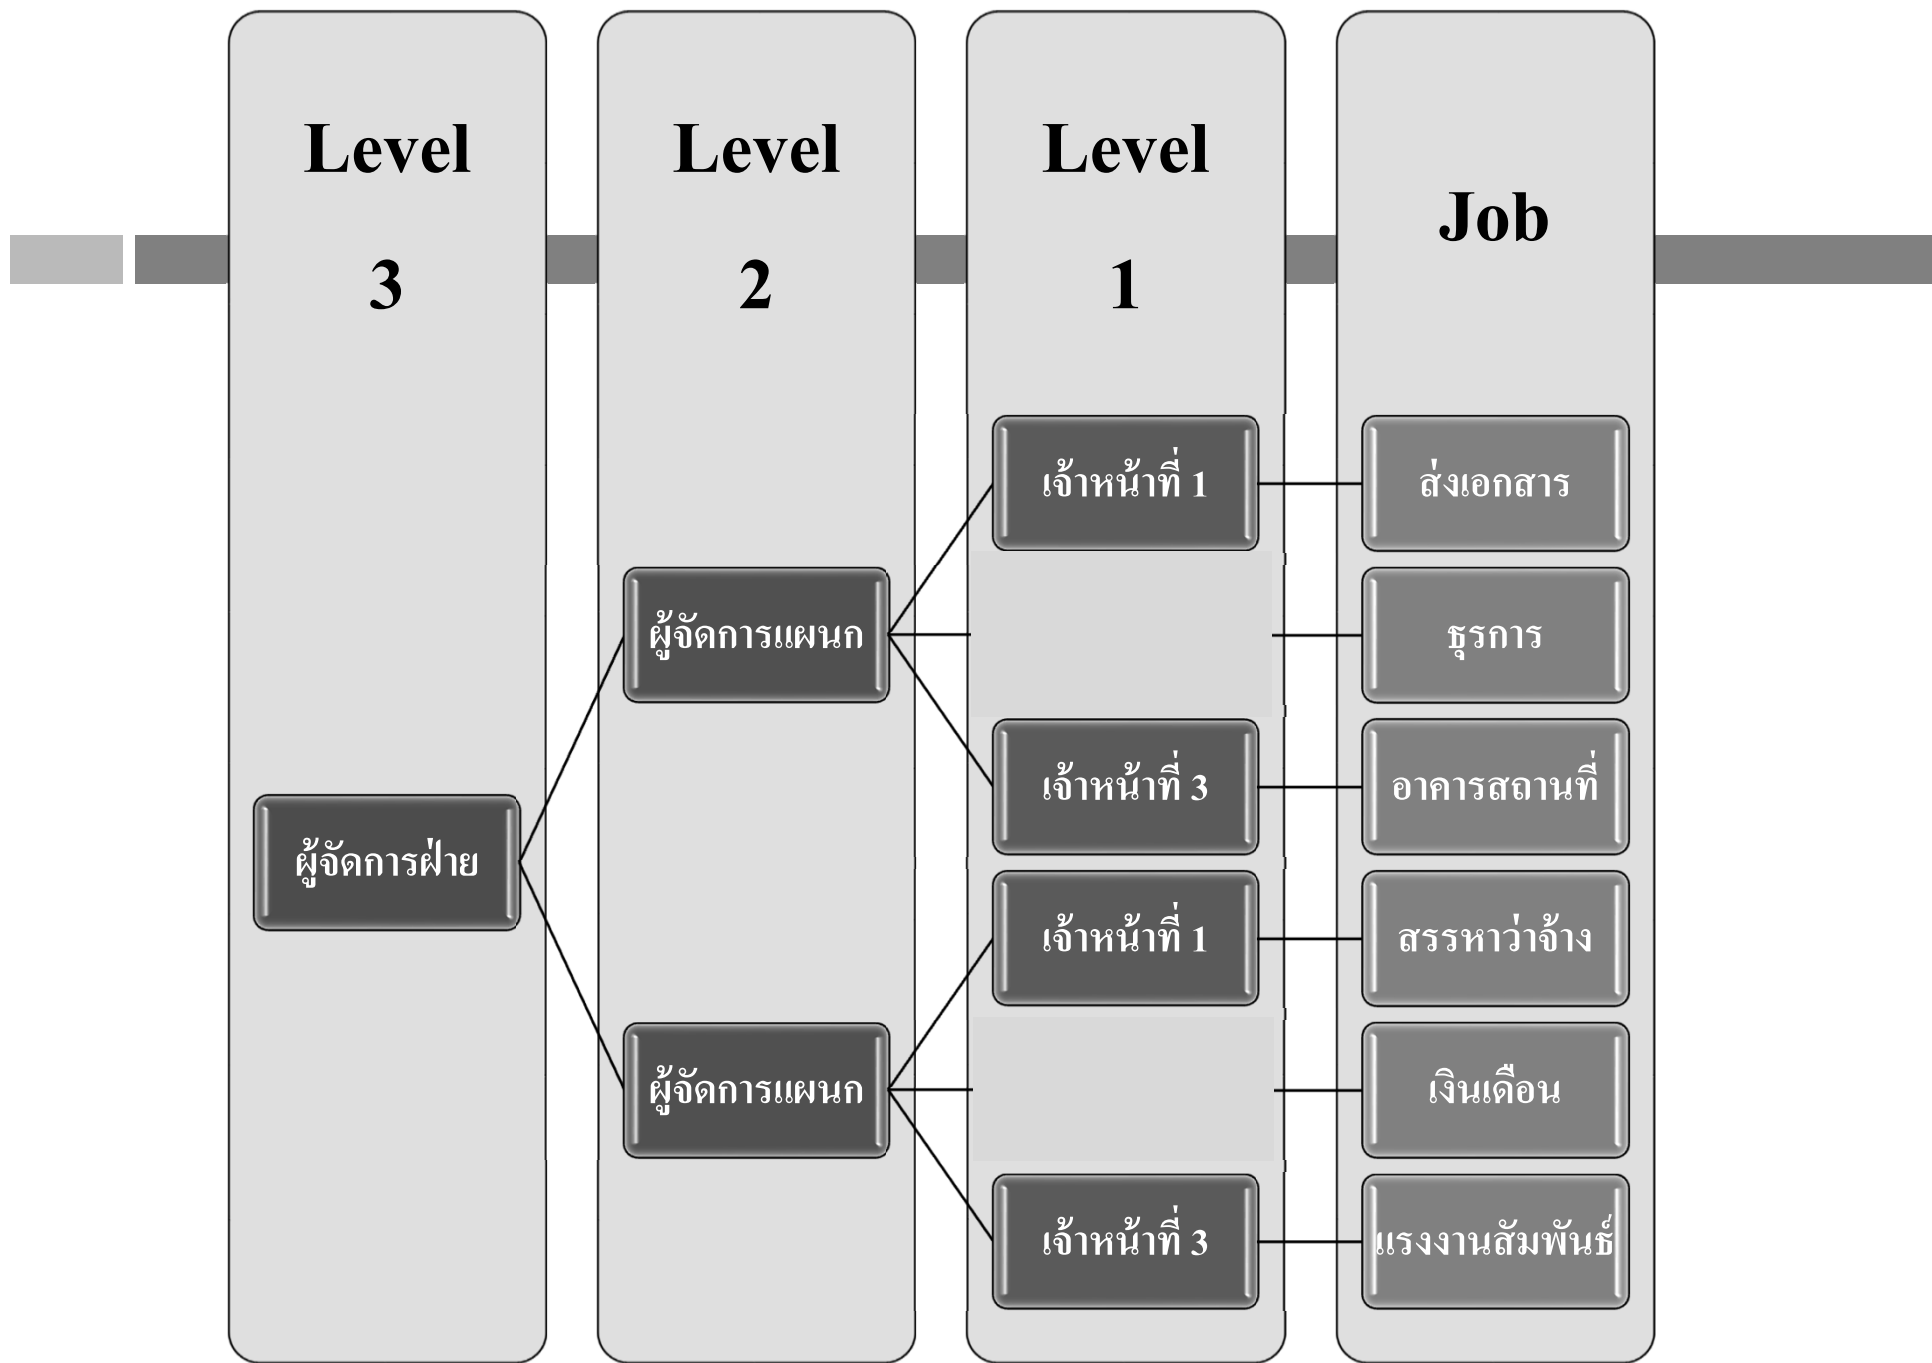 Level
3
Level
2
Level
1
Job
ผู้จัดการฝ่าย
ผู้จัดการแผนก
ผู้จัดการแผนก
เจ้าหน้าที่ 1
เจ้าหน้าที่ 3
เจ้าหน้าที่ 1
เจ้าหน้าที่ 3
ส่งเอกสาร
ธุรการ
อาคารสถานที่
สรรหาว่าจ้าง
เงินเดือน
แรงงานสัมพันธ์